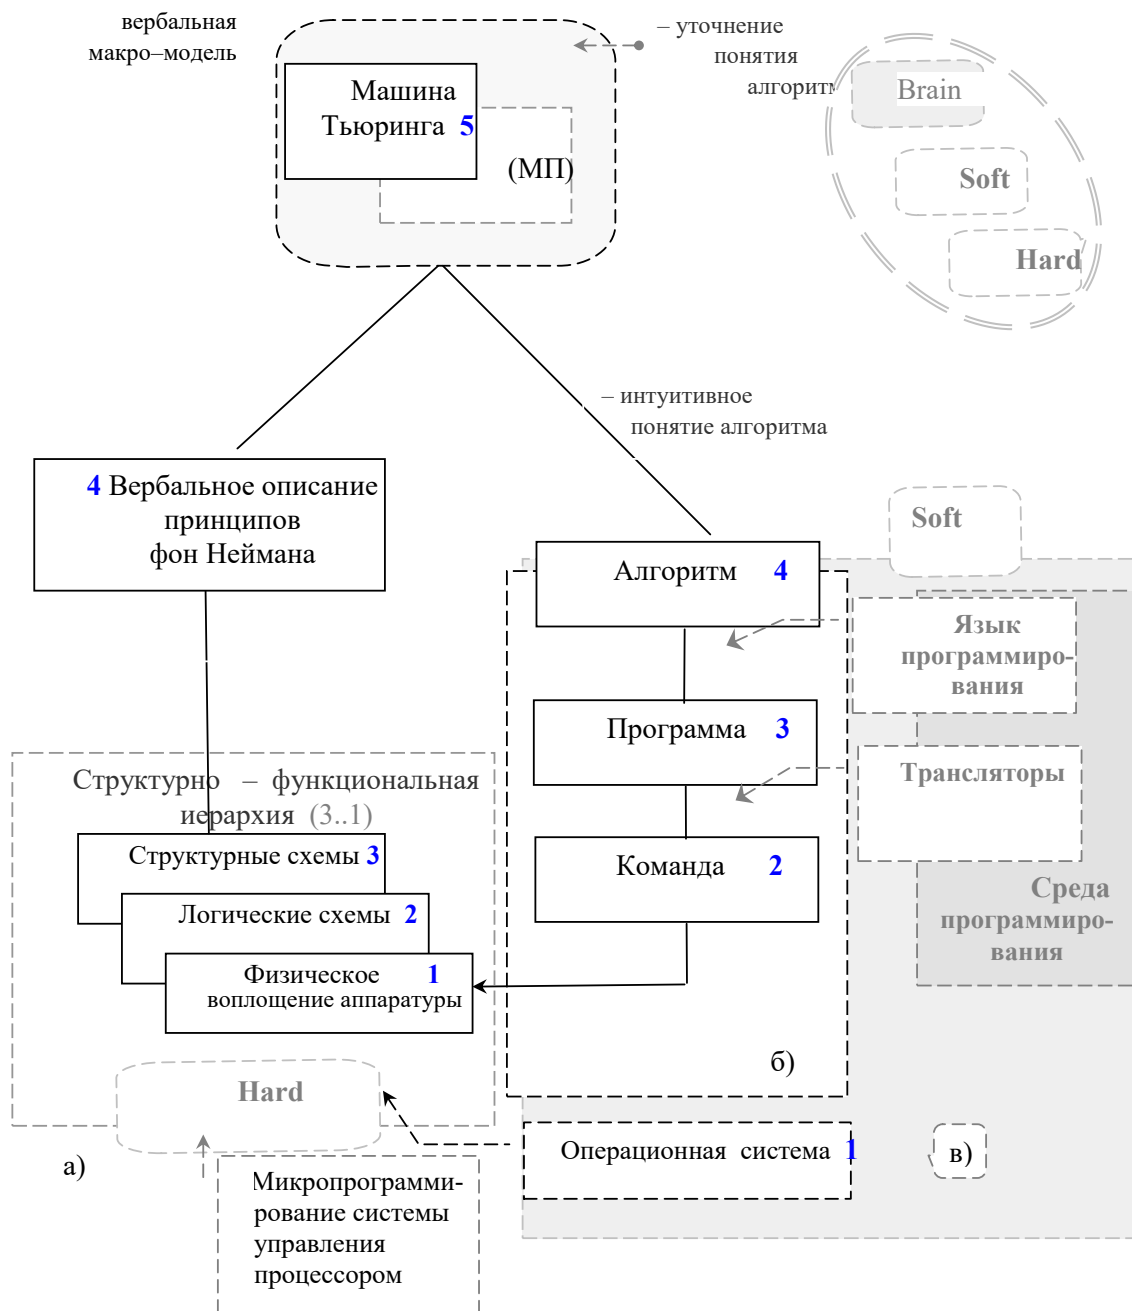 вербальная
макро–модель
– уточнение
понятия
алгоритм
Машина
Тьюринга 5
(МП)
Brain
Soft
Hard
– интуитивное
понятие алгоритма
4 Вербальное описание
принципов
фон Неймана
Soft
Алгоритм 4
Язык
программиро-
вания
Программа 3
Трансляторы
Структурно – функциональная
иерархия (3..1)
Структурные схемы 3
Команда 2
Среда
программиро-
вания
Логические схемы 2
Физическое 1
воплощение аппаратуры
б)
Hard
Операционная система 1
в)
а)
Микропрограмми-
рование системы
управления
процессором